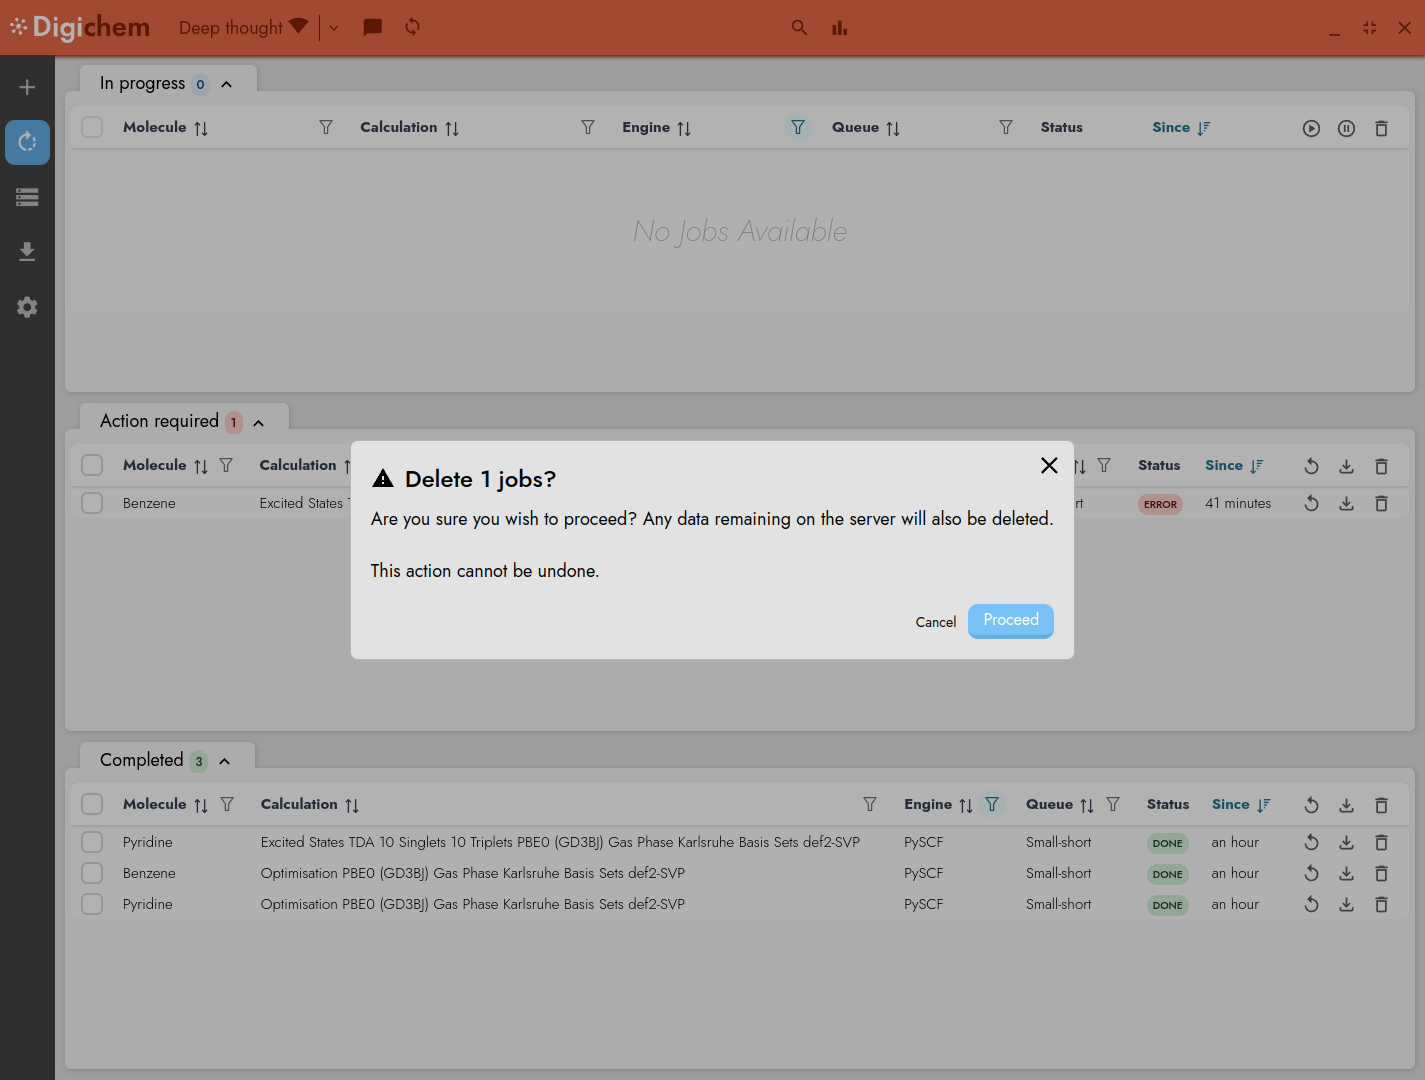 Digichem Deep thought
In progress 0
Molecule Calculation Engine Queue Status Since
No Jobs Available
Action required 1
Molecule Calculation Status Since
Benzene Excited States ERROR 41 minutes
Delete 1 jobs?
Are you sure you wish to proceed? Any data remaining on the server will also be deleted.
This action cannot be undone.
Cancel Proceed
Completed 3
Molecule Calculation Engine Queue Status Since
Pyridine Excited States TDA 10 Singlets 10 Triplets PBE0 (GD3BJ) Gas Phase Karlsruhe Basis Sets def2-SVP PySCF Small-short DONE an hour
Benzene Optimisation PBE0 (GD3BJ) Gas Phase Karlsruhe Basis Sets def2-SVP PySCF Small-short DONE an hour
Pyridine Optimisation PBE0 (GD3BJ) Gas Phase Karlsruhe Basis Sets def2-SVP PySCF Small-short DONE an hour